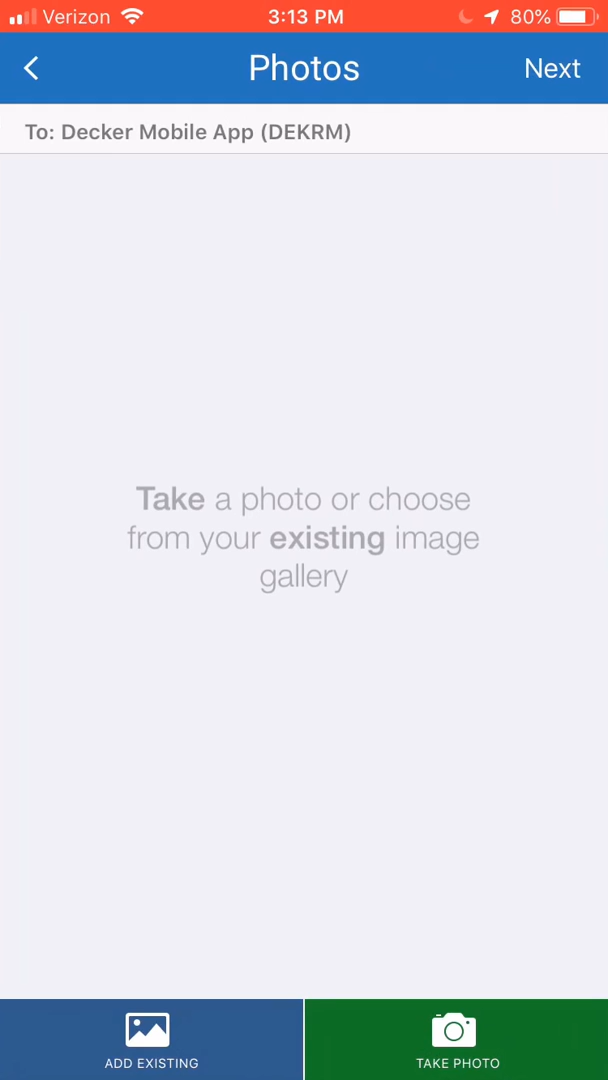 Verizon 3:13 PM 80%
Photos Next
To: Decker Mobile App (DEKRM)
Take a photo or choose
from your existing image
gallery
ADD EXISTING TAKE PHOTO